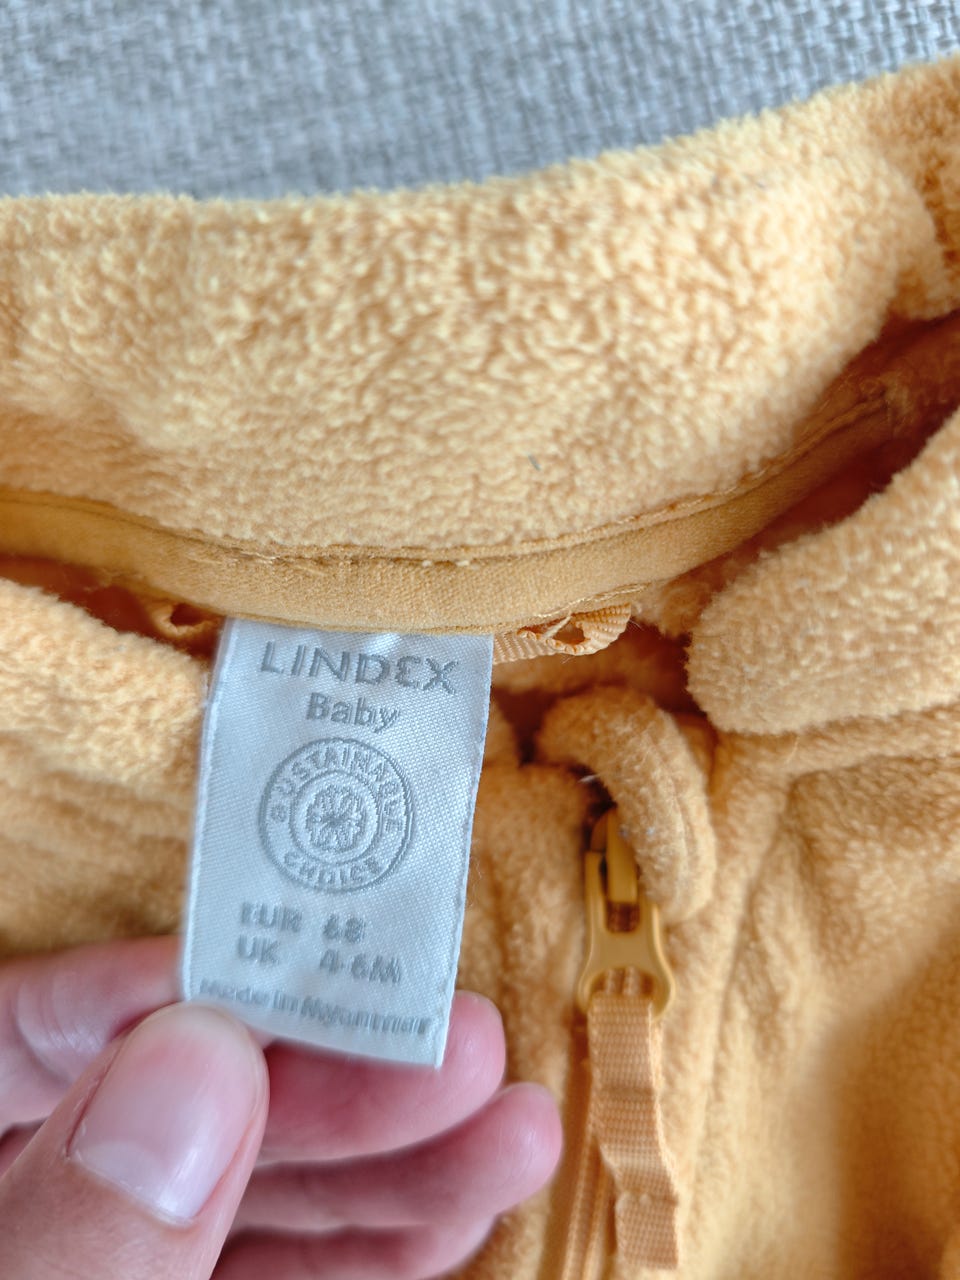 LINDEX
Baby
SUSTAINABLE
CHOICE
EUR 68
UK 4-6M
Made in Myanmar